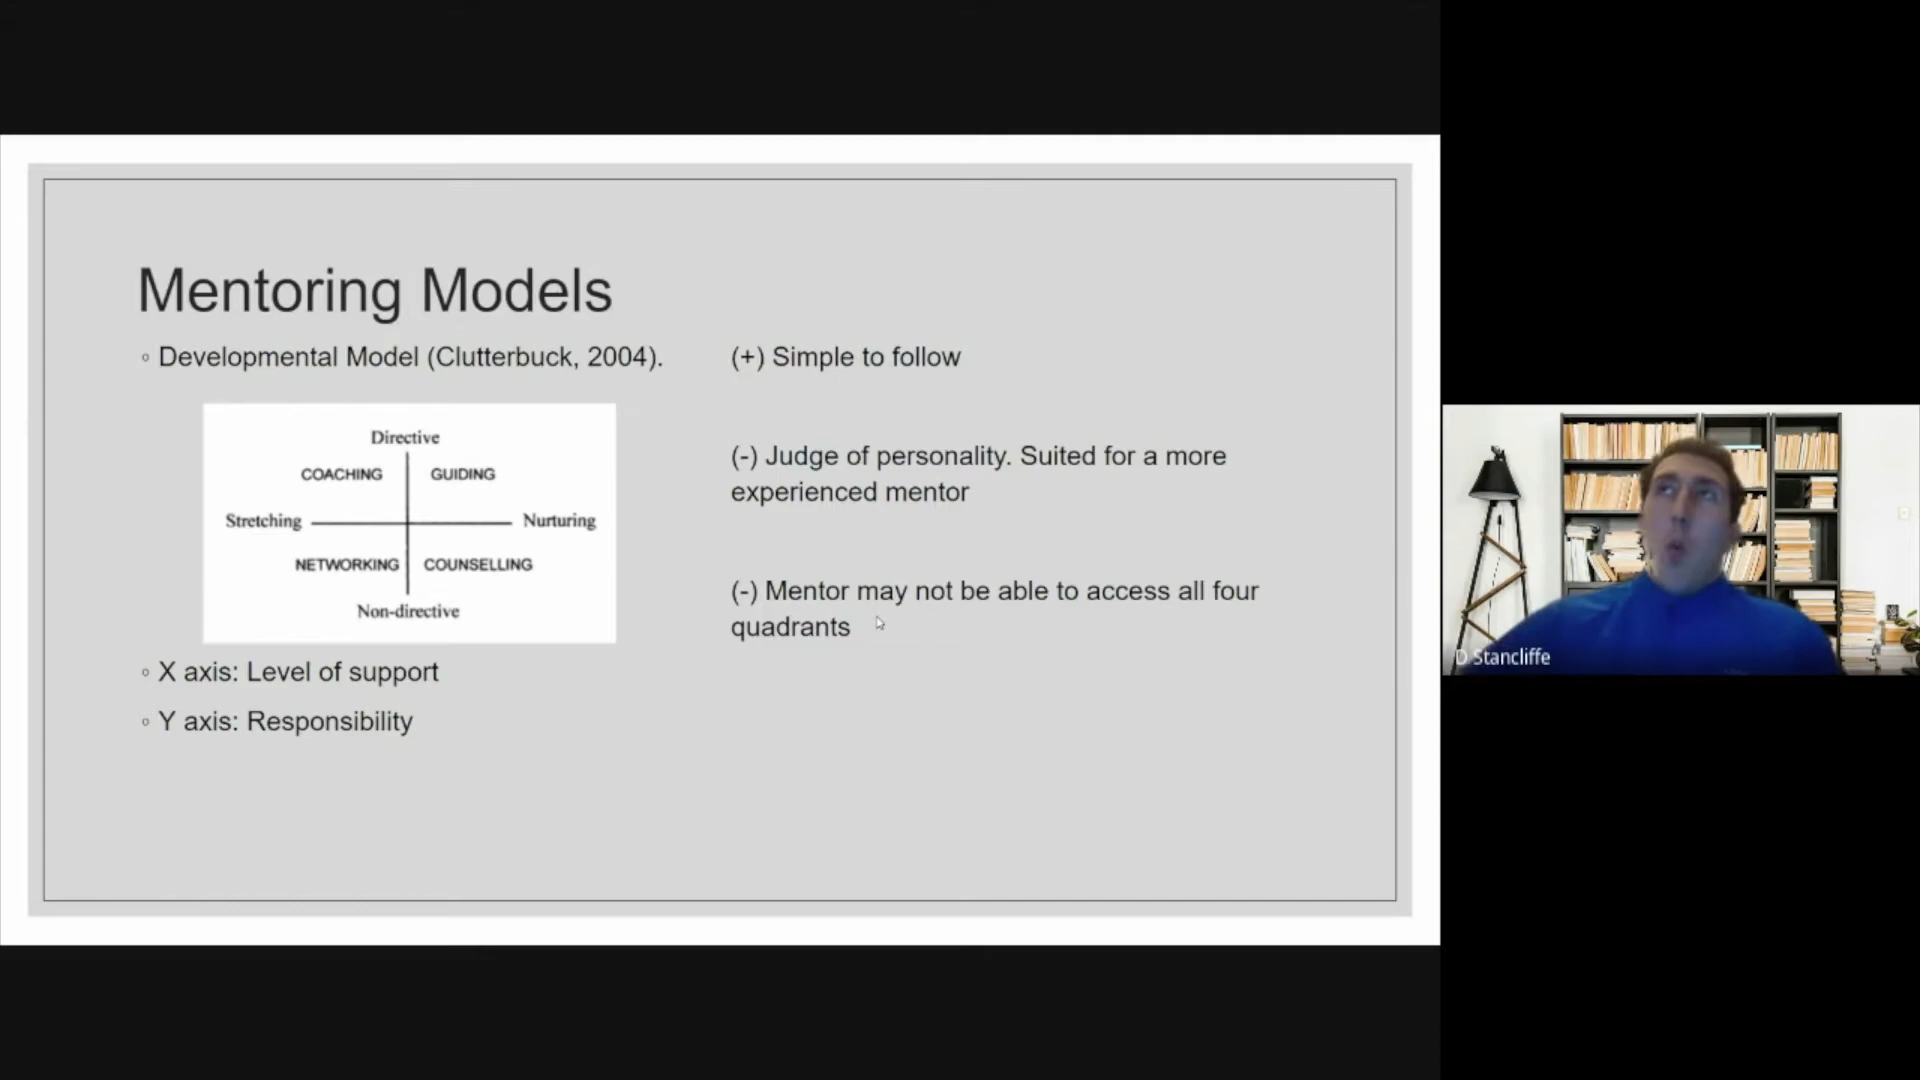 Mentoring Models
◦ Developmental Model (Clutterbuck, 2004).
Directive
COACHING GUIDING
Stretching Nurturing
NETWORKING COUNSELLING
Non-directive
◦ X axis: Level of support
◦ Y axis: Responsibility
(+) Simple to follow
(-) Judge of personality. Suited for a more
experienced mentor
(-) Mentor may not be able to access all four
quadrants
D Stancliffe